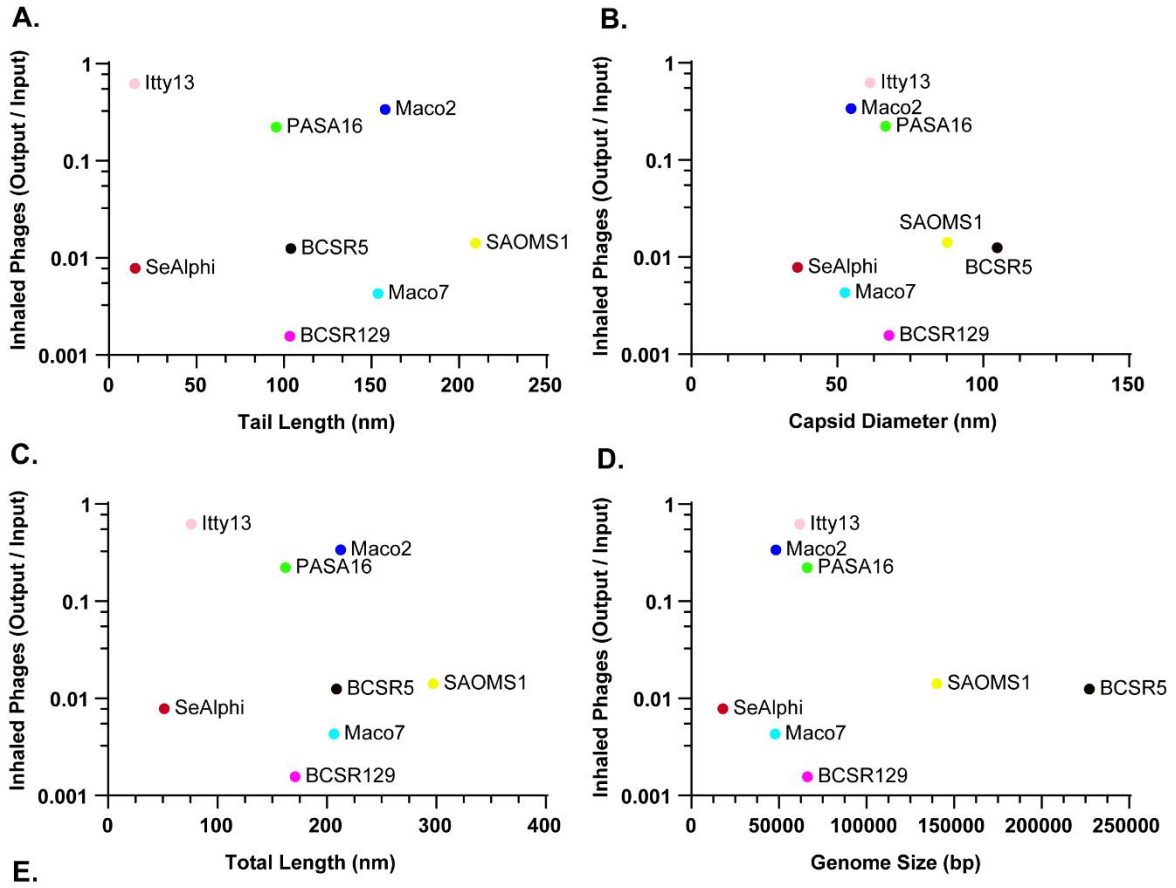 A.
Inhaled Phages (Output / Input)
1
0.1
0.01
0.001
Itty13
Maco2
PASA16
BCSR5
SAOMS1
SeAlphi
Maco7
BCSR129
0 50 100 150 200 250
Tail Length (nm)
B.
Inhaled Phages (Output / Input)
1
0.1
0.01
0.001
Itty13
Maco2
PASA16
SAOMS1
BCSR5
SeAlphi
Maco7
BCSR129
0 50 100 150
Capsid Diameter (nm)
C.
Inhaled Phages (Output / Input)
1
0.1
0.01
0.001
Itty13
Maco2
PASA16
BCSR5
SAOMS1
SeAlphi
Maco7
BCSR129
0 100 200 300 400
Total Length (nm)
D.
Inhaled Phages (Output / Input)
1
0.1
0.01
0.001
Itty13
Maco2
PASA16
SAOMS1
BCSR5
SeAlphi
Maco7
BCSR129
0 50000 100000 150000 200000 250000
Genome Size (bp)
E.